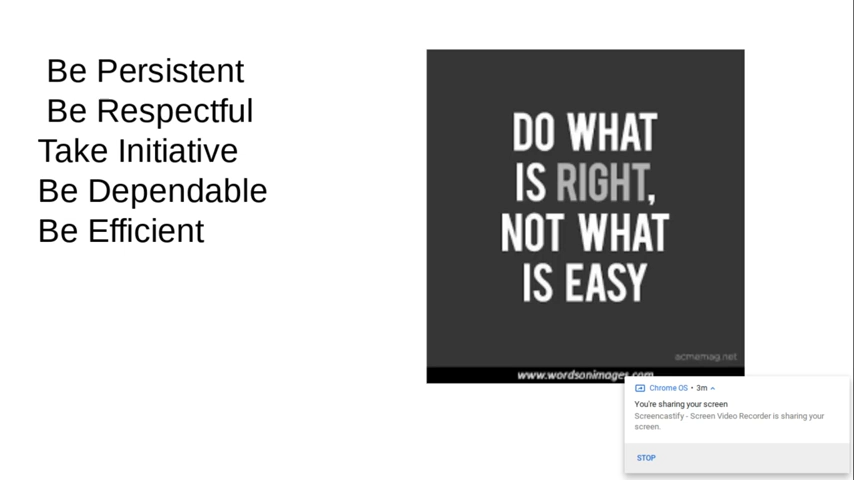 Be Persistent
Be Respectful
Take Initiative
Be Dependable
Be Efficient
DO WHAT
IS RIGHT,
NOT WHAT
IS EASY
acmemag.net
www.wordsonimages.com
Chrome OS • 3m
You're sharing your screen
Screencastify - Screen Video Recorder is sharing your
screen.
STOP